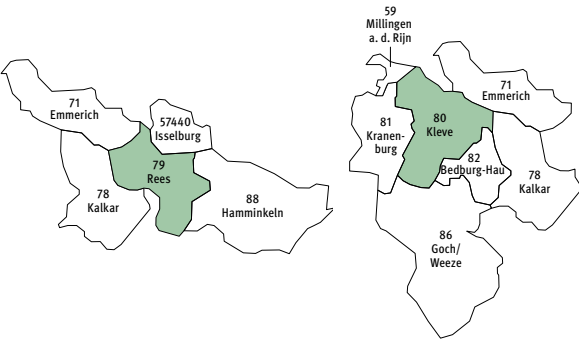 59
Millingen
a. d. Rijn
71
Emmerich
57440
Isselburg
79
Rees
78
Kalkar
88
Hamminkeln
71
Emmerich
81
Kranen-
burg
80
Kleve
82
Bedburg-Hau
78
Kalkar
86
Goch/
Weeze